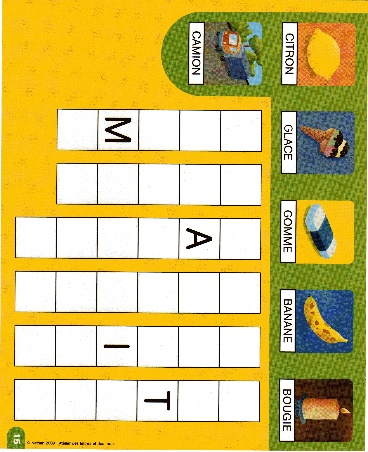 CITRON GLACE GOMME BANANE BOUGIE
CAMION
A
T
M I
15